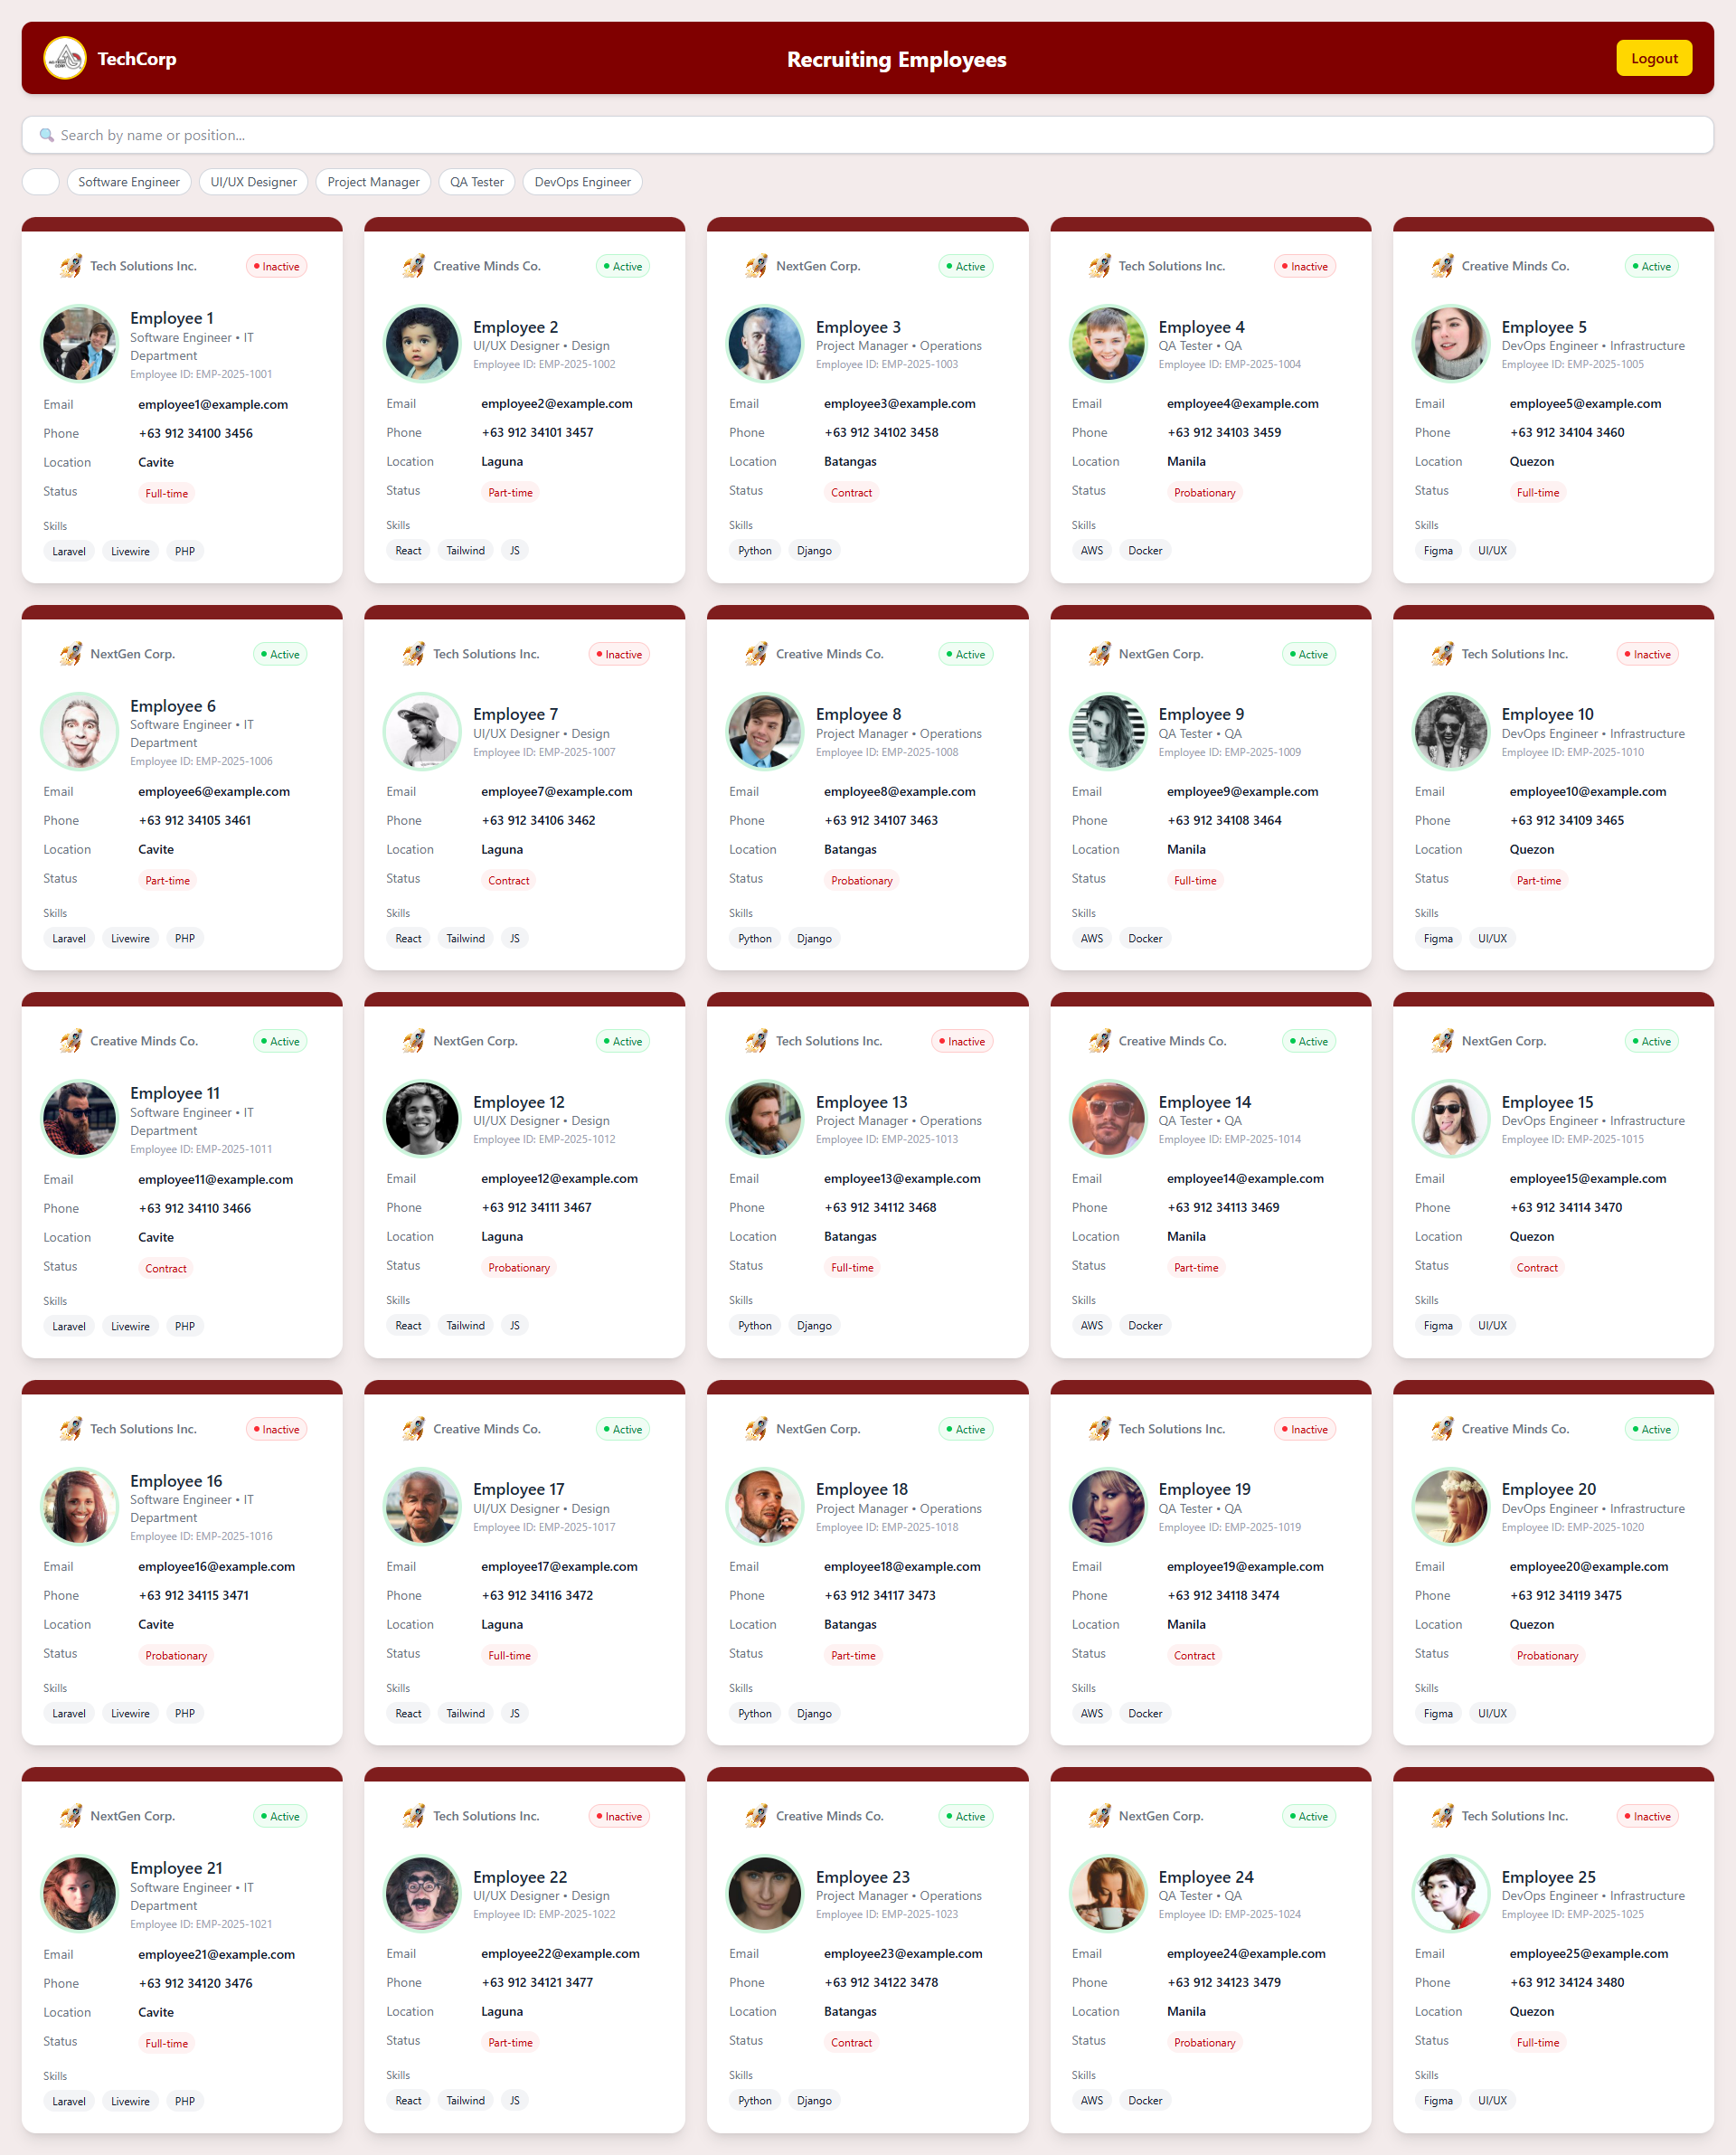 TechCorp
Recruiting Employees
Logout
Search by name or position...
Software Engineer
UI/UX Designer
Project Manager
QA Tester
DevOps Engineer
Tech Solutions Inc.
Inactive
Employee 1
Software Engineer • IT
Department
Employee ID: EMP-2025-1001
Email employee1@example.com
Phone +63 912 34100 3456
Location Cavite
Status Full-time
Skills
Laravel Livewire PHP
Creative Minds Co.
Active
Employee 2
UI/UX Designer • Design
Employee ID: EMP-2025-1002
Email employee2@example.com
Phone +63 912 34101 3457
Location Laguna
Status Part-time
Skills
React Tailwind JS
NextGen Corp.
Active
Employee 3
Project Manager • Operations
Employee ID: EMP-2025-1003
Email employee3@example.com
Phone +63 912 34102 3458
Location Batangas
Status Contract
Skills
Python Django
Tech Solutions Inc.
Inactive
Employee 4
QA Tester • QA
Employee ID: EMP-2025-1004
Email employee4@example.com
Phone +63 912 34103 3459
Location Manila
Status Probationary
Skills
AWS Docker
Creative Minds Co.
Active
Employee 5
DevOps Engineer • Infrastructure
Employee ID: EMP-2025-1005
Email employee5@example.com
Phone +63 912 34104 3460
Location Quezon
Status Full-time
Skills
Figma UI/UX
NextGen Corp.
Active
Employee 6
Software Engineer • IT
Department
Employee ID: EMP-2025-1006
Email employee6@example.com
Phone +63 912 34105 3461
Location Cavite
Status Part-time
Skills
Laravel Livewire PHP
Tech Solutions Inc.
Inactive
Employee 7
UI/UX Designer • Design
Employee ID: EMP-2025-1007
Email employee7@example.com
Phone +63 912 34106 3462
Location Laguna
Status Contract
Skills
React Tailwind JS
Creative Minds Co.
Active
Employee 8
Project Manager • Operations
Employee ID: EMP-2025-1008
Email employee8@example.com
Phone +63 912 34107 3463
Location Batangas
Status Probationary
Skills
Python Django
NextGen Corp.
Active
Employee 9
QA Tester • QA
Employee ID: EMP-2025-1009
Email employee9@example.com
Phone +63 912 34108 3464
Location Manila
Status Full-time
Skills
AWS Docker
Tech Solutions Inc.
Inactive
Employee 10
DevOps Engineer • Infrastructure
Employee ID: EMP-2025-1010
Email employee10@example.com
Phone +63 912 34109 3465
Location Quezon
Status Part-time
Skills
Figma UI/UX
Creative Minds Co.
Active
Employee 11
Software Engineer • IT
Department
Employee ID: EMP-2025-1011
Email employee11@example.com
Phone +63 912 34110 3466
Location Cavite
Status Contract
Skills
Laravel Livewire PHP
NextGen Corp.
Active
Employee 12
UI/UX Designer • Design
Employee ID: EMP-2025-1012
Email employee12@example.com
Phone +63 912 34111 3467
Location Laguna
Status Probationary
Skills
React Tailwind JS
Tech Solutions Inc.
Inactive
Employee 13
Project Manager • Operations
Employee ID: EMP-2025-1013
Email employee13@example.com
Phone +63 912 34112 3468
Location Batangas
Status Full-time
Skills
Python Django
Creative Minds Co.
Active
Employee 14
QA Tester • QA
Employee ID: EMP-2025-1014
Email employee14@example.com
Phone +63 912 34113 3469
Location Manila
Status Part-time
Skills
AWS Docker
NextGen Corp.
Active
Employee 15
DevOps Engineer • Infrastructure
Employee ID: EMP-2025-1015
Email employee15@example.com
Phone +63 912 34114 3470
Location Quezon
Status Contract
Skills
Figma UI/UX
Tech Solutions Inc.
Inactive
Employee 16
Software Engineer • IT
Department
Employee ID: EMP-2025-1016
Email employee16@example.com
Phone +63 912 34115 3471
Location Cavite
Status Probationary
Skills
Laravel Livewire PHP
Creative Minds Co.
Active
Employee 17
UI/UX Designer • Design
Employee ID: EMP-2025-1017
Email employee17@example.com
Phone +63 912 34116 3472
Location Laguna
Status Full-time
Skills
React Tailwind JS
NextGen Corp.
Active
Employee 18
Project Manager • Operations
Employee ID: EMP-2025-1018
Email employee18@example.com
Phone +63 912 34117 3473
Location Batangas
Status Part-time
Skills
Python Django
Tech Solutions Inc.
Inactive
Employee 19
QA Tester • QA
Employee ID: EMP-2025-1019
Email employee19@example.com
Phone +63 912 34118 3474
Location Manila
Status Contract
Skills
AWS Docker
Creative Minds Co.
Active
Employee 20
DevOps Engineer • Infrastructure
Employee ID: EMP-2025-1020
Email employee20@example.com
Phone +63 912 34119 3475
Location Quezon
Status Probationary
Skills
Figma UI/UX
NextGen Corp.
Active
Employee 21
Software Engineer • IT
Department
Employee ID: EMP-2025-1021
Email employee21@example.com
Phone +63 912 34120 3476
Location Cavite
Status Full-time
Skills
Laravel Livewire PHP
Tech Solutions Inc.
Inactive
Employee 22
UI/UX Designer • Design
Employee ID: EMP-2025-1022
Email employee22@example.com
Phone +63 912 34121 3477
Location Laguna
Status Part-time
Skills
React Tailwind JS
Creative Minds Co.
Active
Employee 23
Project Manager • Operations
Employee ID: EMP-2025-1023
Email employee23@example.com
Phone +63 912 34122 3478
Location Batangas
Status Contract
Skills
Python Django
NextGen Corp.
Active
Employee 24
QA Tester • QA
Employee ID: EMP-2025-1024
Email employee24@example.com
Phone +63 912 34123 3479
Location Manila
Status Probationary
Skills
AWS Docker
Tech Solutions Inc.
Inactive
Employee 25
DevOps Engineer • Infrastructure
Employee ID: EMP-2025-1025
Email employee25@example.com
Phone +63 912 34124 3480
Location Quezon
Status Full-time
Skills
Figma UI/UX